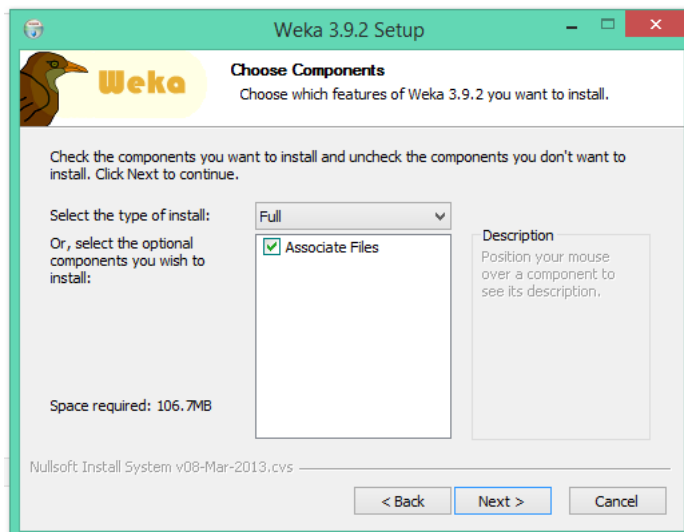 Weka 3.9.2 Setup
Weka
Choose Components
Choose which features of Weka 3.9.2 you want to install.
Check the components you want to install and uncheck the components you don't want to
install. Click Next to continue.
Select the type of install:
Full
Or, select the optional
components you wish to
install:
Associate Files
Description
Position your mouse
over a component to
see its description.
Space required: 106.7MB
Nullsoft Install System v08-Mar-2013.cvs
< Back
Next >
Cancel